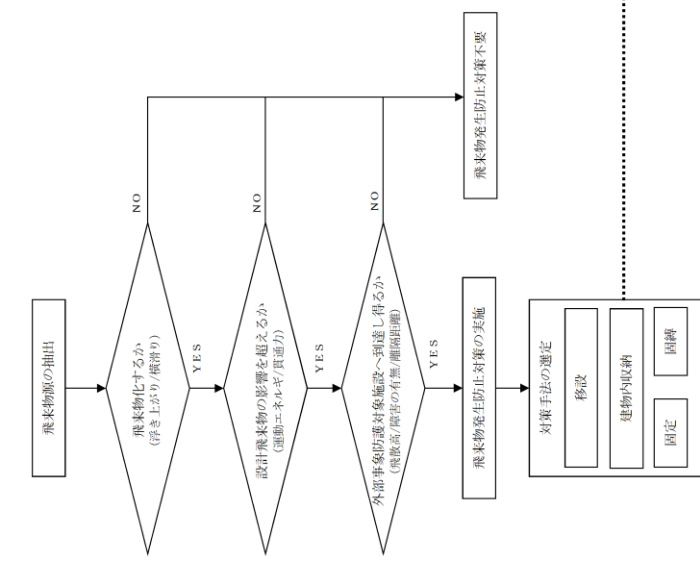 飛来物源の抽出
飛来物化するか
(浮き上がり/横滑り)
NO
YES
設計飛来物の影響を超えるか
(運動エネルギ/貫通力)
NO
YES
外部事象防護対象施設へ到達し得るか
(飛散高/障害の有無/離隔距離)
NO
YES
飛来物発生防止対策不要
飛来物発生防止対策の実施
対策手法の選定
移設
建物内収納
固定
固縛